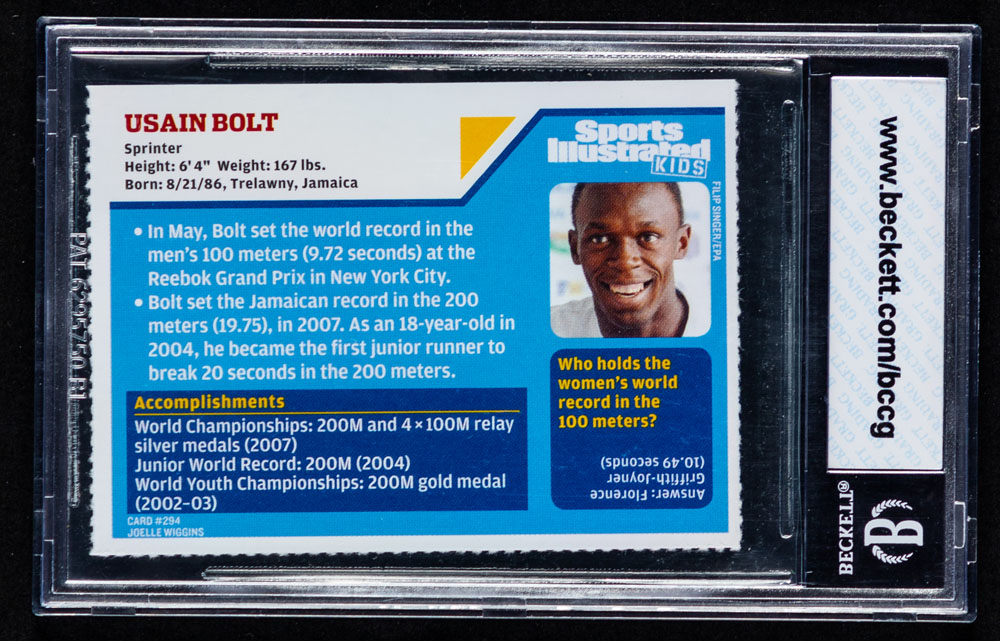 USAIN BOLT
Sprinter
Height: 6' 4" Weight: 167 lbs.
Born: 8/21/86, Trelawny, Jamaica
Sports
Illustrated
KIDS
FILIP SINGER/EPA
• In May, Bolt set the world record in the
men's 100 meters (9.72 seconds) at the
Reebok Grand Prix in New York City.
• Bolt set the Jamaican record in the 200
meters (19.75), in 2007. As an 18-year-old in
2004, he became the first junior runner to
break 20 seconds in the 200 meters.
Accomplishments
World Championships: 200M and 4×100M relay
silver medals (2007)
Junior World Record: 200M (2004)
World Youth Championships: 200M gold medal
(2002–03)
CARD #294
JOELLE WIGGINS
Who holds the
women's world
record in the
100 meters?
Answer: Florence
Griffith-Joyner
(10.49 seconds)
www.beckett.com/bccg
BECKETT®
B